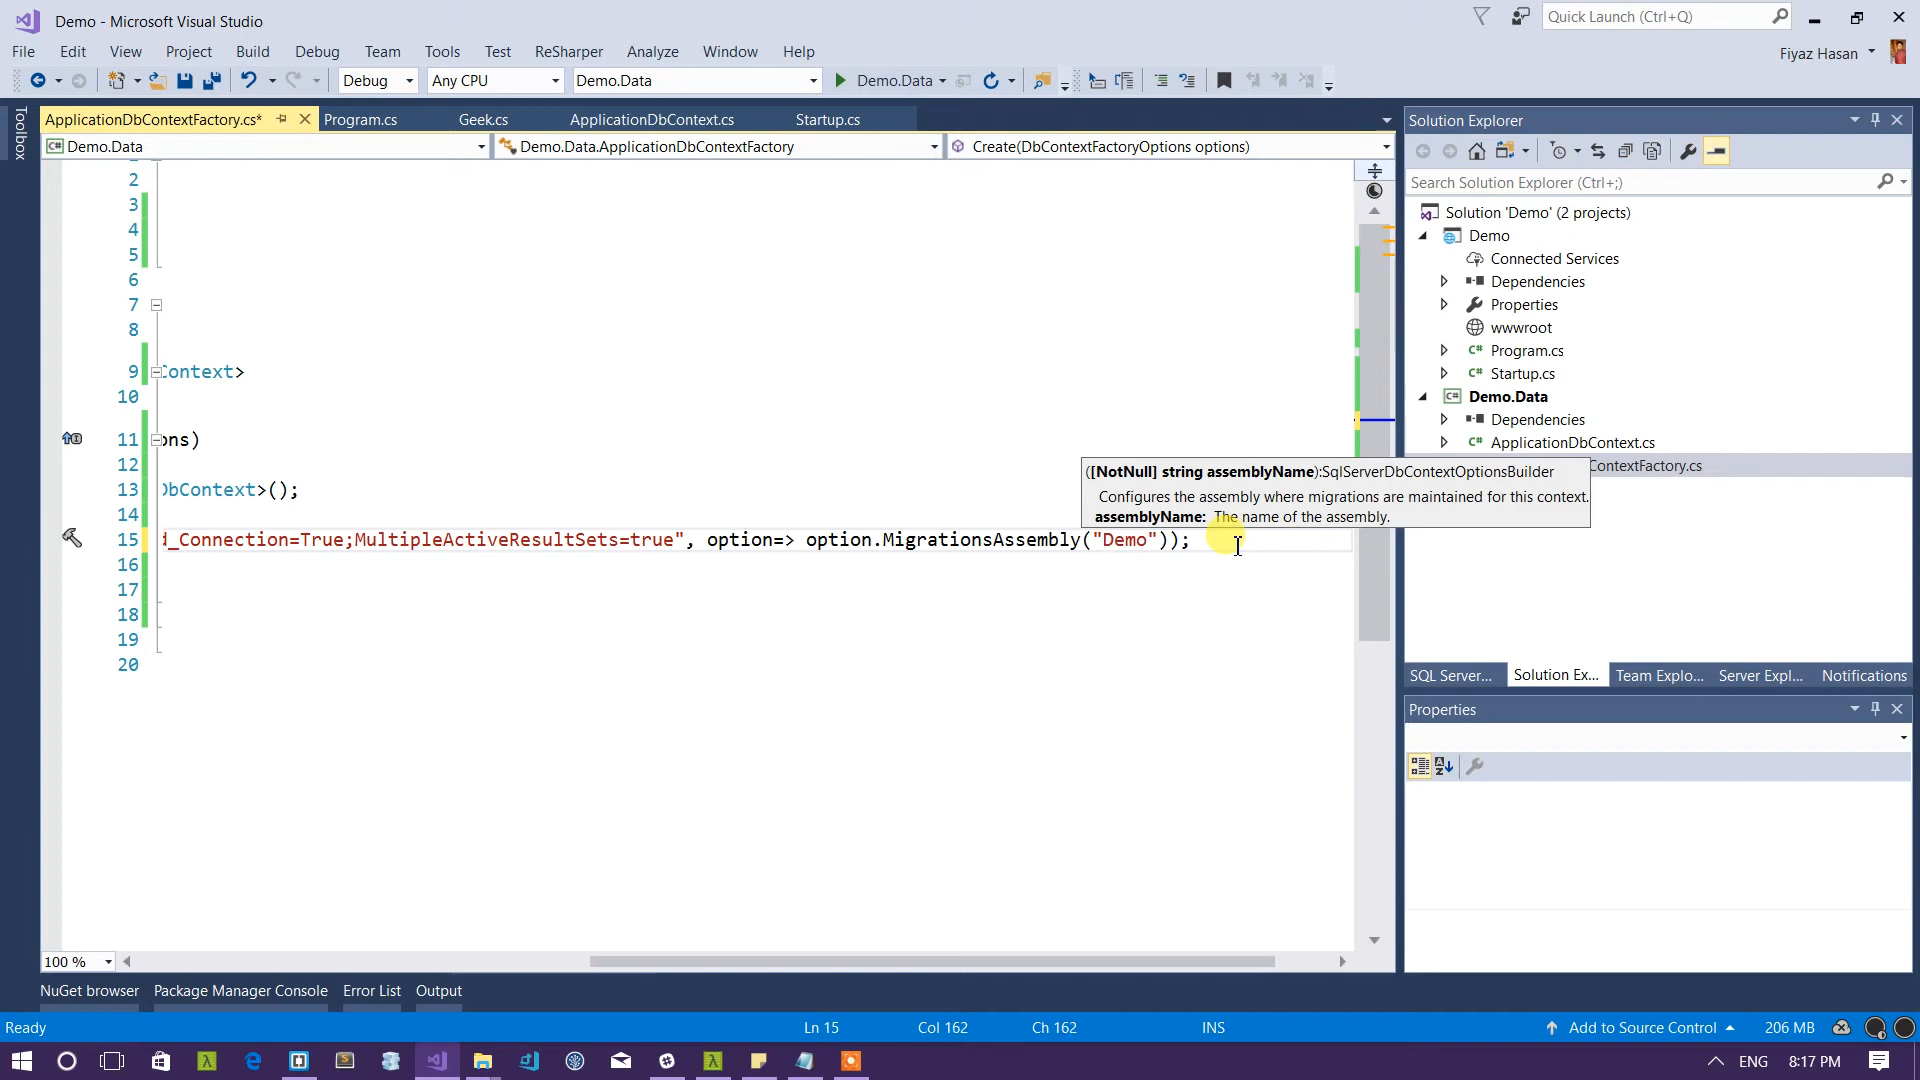 Demo - Microsoft Visual Studio
Quick Launch (Ctrl+Q)
File Edit View Project Build Debug Team Tools Test ReSharper Analyze Window Help
Fiyaz Hasan
Debug Any CPU Demo.Data Demo.Data
Toolbox
ApplicationDbContextFactory.cs* Program.cs Geek.cs ApplicationDbContext.cs Startup.cs
Demo.Data Demo.Data.ApplicationDbContextFactory Create(DbContextFactoryOptions options)
2
3
4
5
6
7
8
9 Context>
10
11 ons)
12
13 DbContext>();
14
15 d_Connection=True;MultipleActiveResultSets=true", option=> option.MigrationsAssembly("Demo"));
16
17
18
19
20
([NotNull] string assemblyName):SqlServerDbContextOptionsBuilder
Configures the assembly where migrations are maintained for this context.
assemblyName: The name of the assembly.
100 %
Solution Explorer
Search Solution Explorer (Ctrl+;)
Solution 'Demo' (2 projects)
Demo
Connected Services
Dependencies
Properties
wwwroot
C# Program.cs
C# Startup.cs
C# Demo.Data
Dependencies
C# ApplicationDbContext.cs
ContextFactory.cs
SQL Server... Solution Ex... Team Explo... Server Expl... Notifications
Properties
NuGet browser Package Manager Console Error List Output
Ready Ln 15 Col 162 Ch 162 INS Add to Source Control 206 MB
ENG 8:17 PM